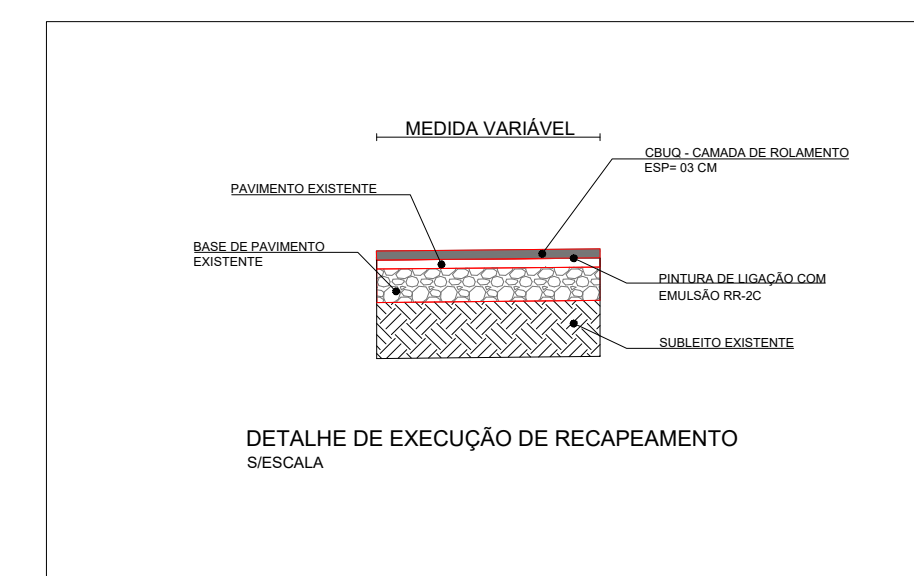 MEDIDA VARIÁVEL
CBUQ - CAMADA DE ROLAMENTO
ESP= 03 CM
PAVIMENTO EXISTENTE
BASE DE PAVIMENTO
EXISTENTE
PINTURA DE LIGAÇÃO COM
EMULSÃO RR-2C
SUBLEITO EXISTENTE
DETALHE DE EXECUÇÃO DE RECAPEAMENTO
S/ESCALA